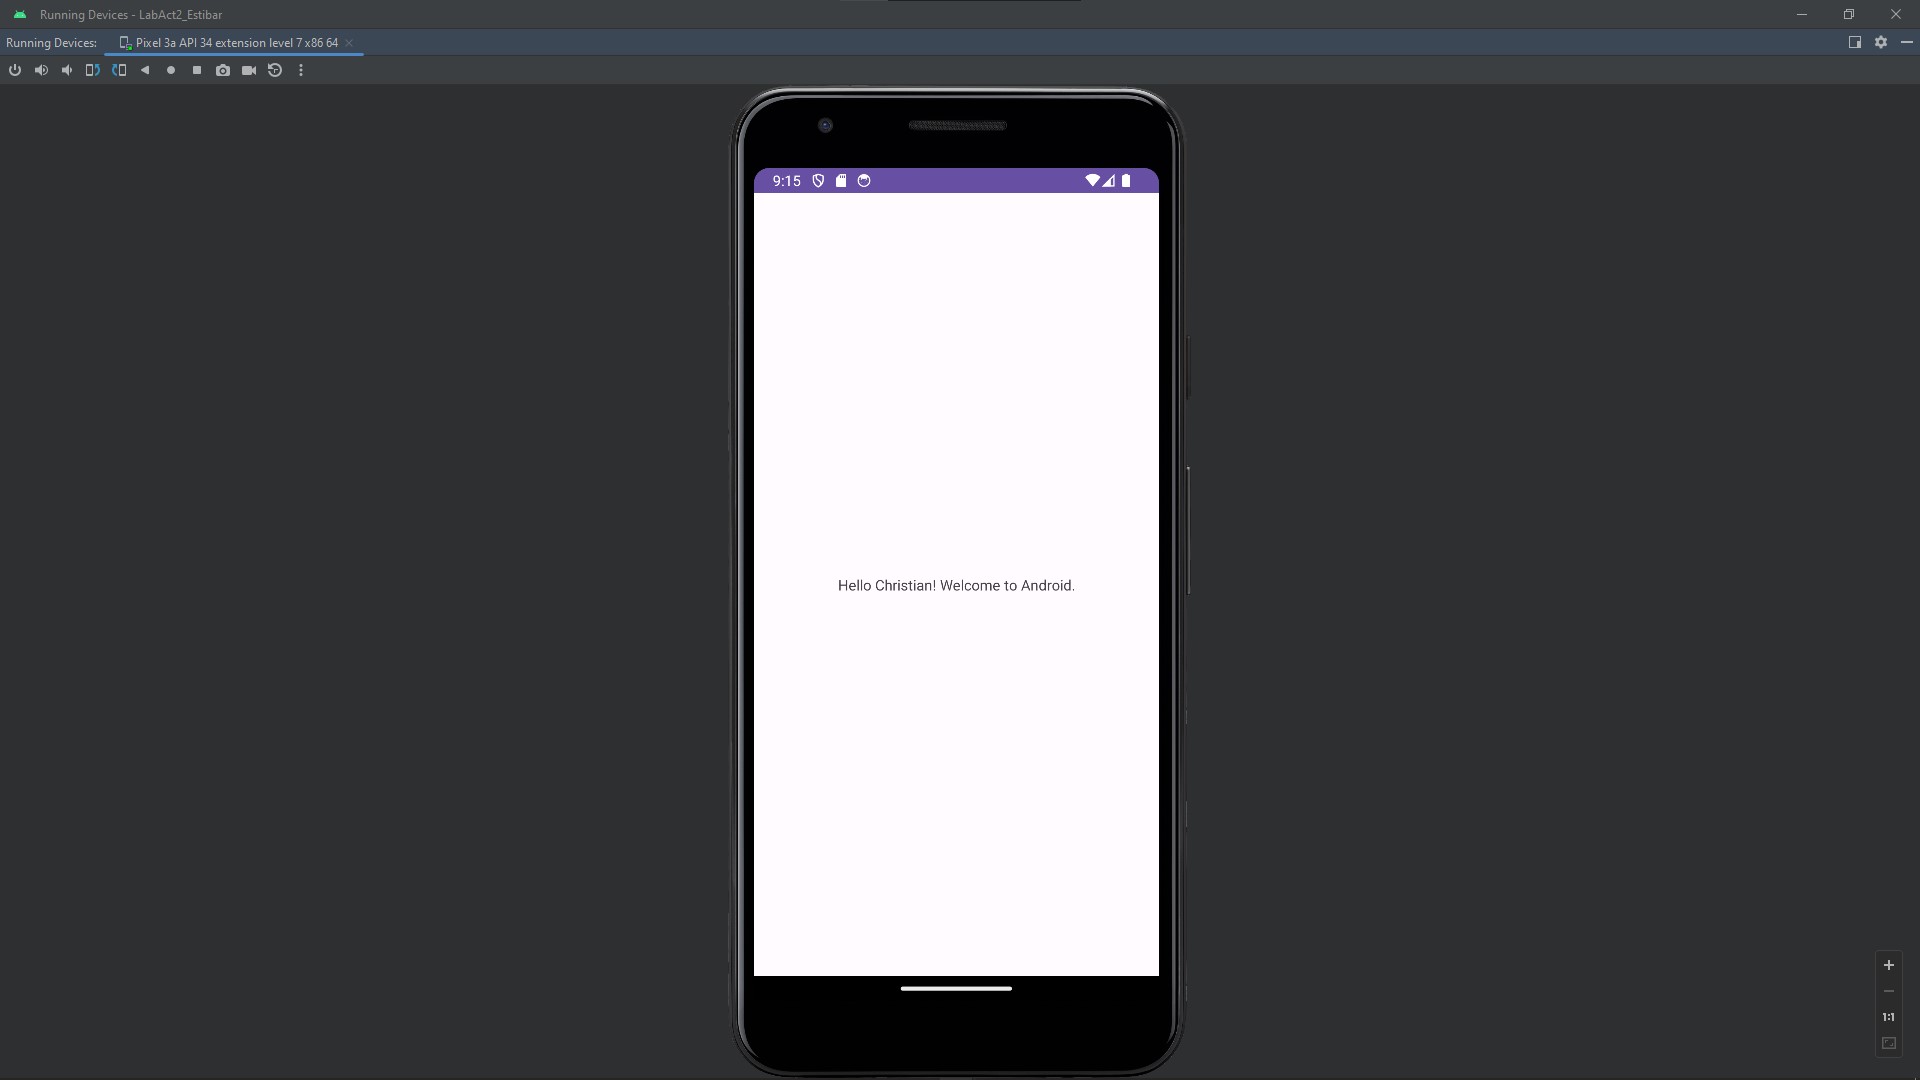 Running Devices - LabAct2_Estibar
Running Devices: Pixel 3a API 34 extension level 7 x86 64
9:15
Hello Christian! Welcome to Android.
1:1